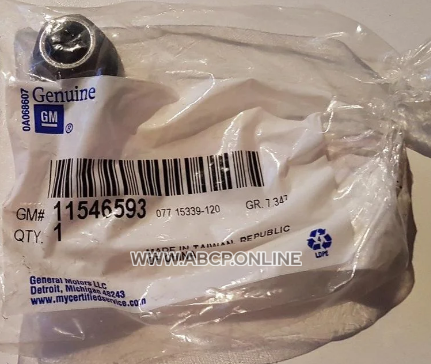 0A068607
Genuine
GM ®
GM# 11546593 077 15339-120 GR. 7.347
QTY. 1
MADE IN TAIWAN, REPUBLIC
WWW.ABCP.ONLINE
LDPE
General Motors LLC
Detroit, Michigan 48243
www.mycertifiedservice.com